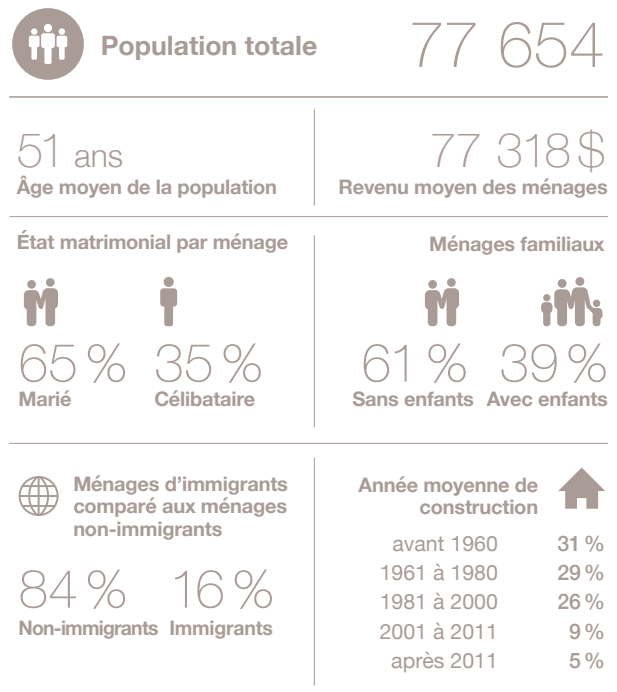 Population totale 77 654
51 ans
Âge moyen de la population
77 318 $
Revenu moyen des ménages
État matrimonial par ménage
65 % 35 %
Marié Célibataire
Ménages familiaux
61 % 39 %
Sans enfants Avec enfants
Ménages d’immigrants
comparé aux ménages
non-immigrants
84 % 16 %
Non-immigrants Immigrants
Année moyenne de
construction
avant 1960 31 %
1961 à 1980 29 %
1981 à 2000 26 %
2001 à 2011 9 %
après 2011 5 %